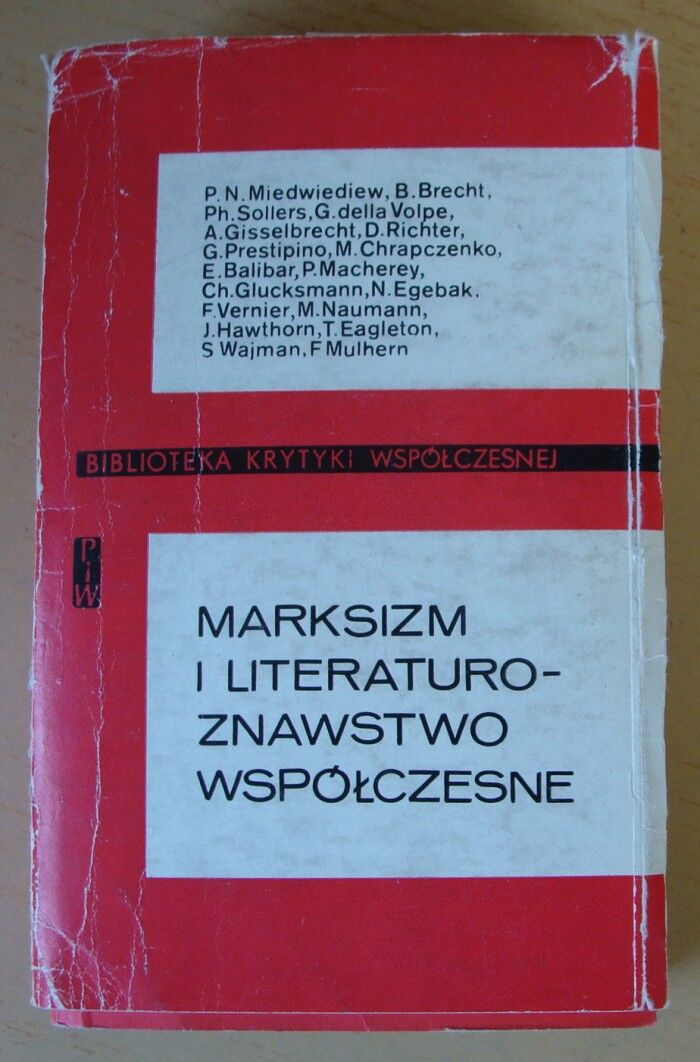 P. N. Miedwiediew, B. Brecht,
Ph. Sollers, G. della Volpe,
A. Gisselbrecht, D. Richter,
G. Prestipino, M. Chrapczenko,
E. Balibar, P. Macherey,
Ch. Glucksmann, N. Egebak,
F. Vernier, M. Naumann,
J. Hawthorn, T. Eagleton,
S Wajman, F Mulhern
BIBLIOTEKA KRYTYKI WSPÓŁCZESNEJ
P
i
W
MARKSIZM
I LITERATURO-
ZNAWSTWO
WSPÓŁCZESNE